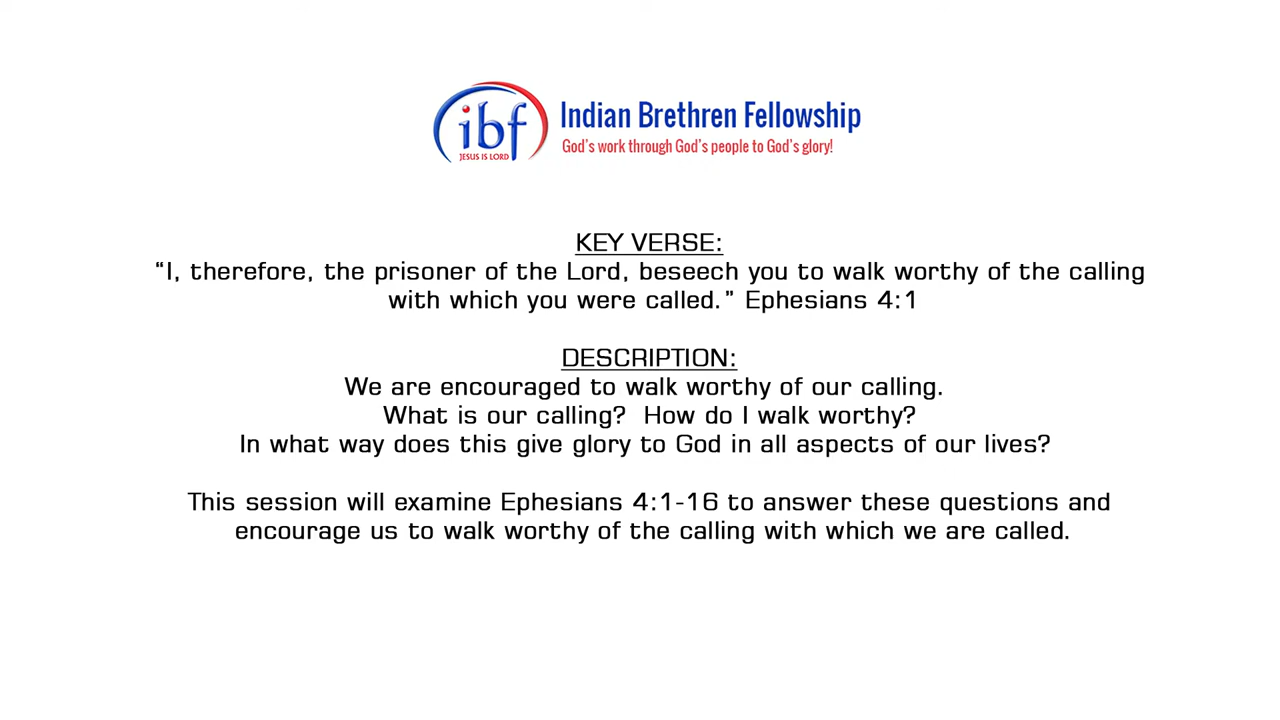 ibf
JESUS IS LORD
Indian Brethren Fellowship
God's work through God's people to God's glory!
KEY VERSE:
“I, therefore, the prisoner of the Lord, beseech you to walk worthy of the calling
with which you were called.” Ephesians 4:1
DESCRIPTION:
We are encouraged to walk worthy of our calling.
What is our calling?  How do I walk worthy?
In what way does this give glory to God in all aspects of our lives?
This session will examine Ephesians 4:1-16 to answer these questions and
encourage us to walk worthy of the calling with which we are called.